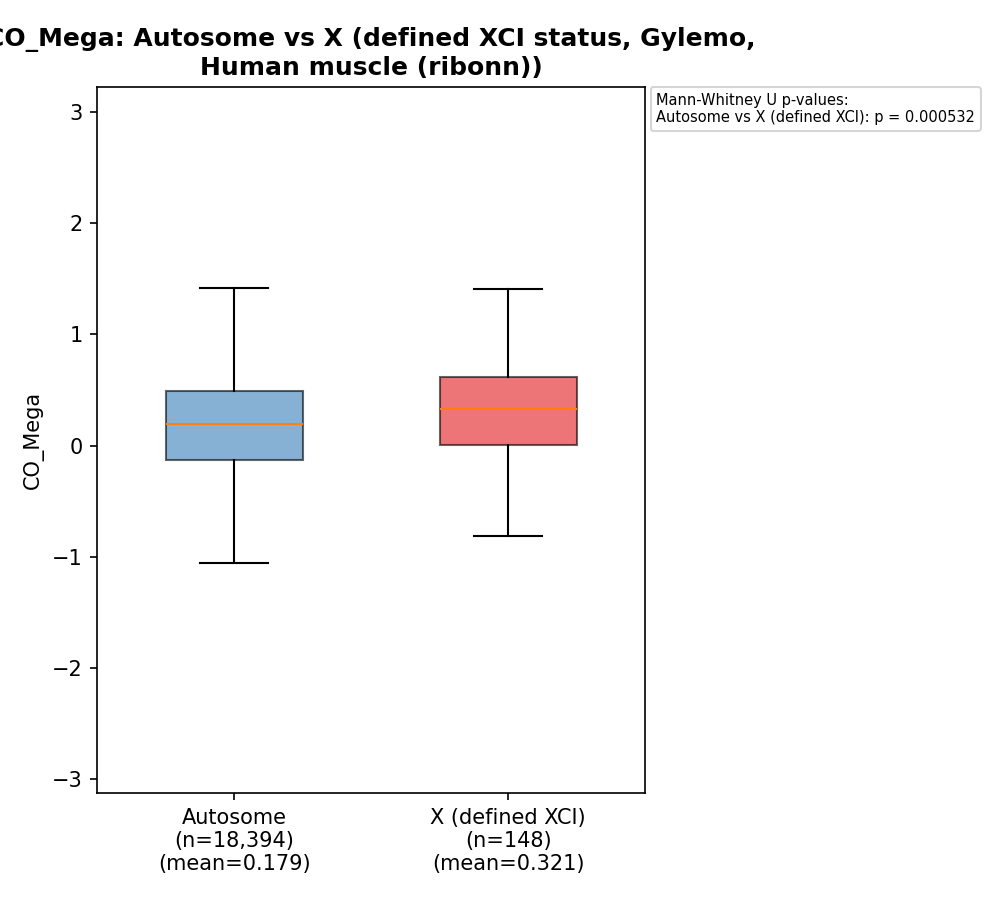 CO_Mega: Autosome vs X (defined XCI status, Gylemo,
Human muscle (ribonn))
Mann-Whitney U p-values:
Autosome vs X (defined XCI): p = 0.000532
3
2
1
0
−1
−2
−3
CO_Mega
Autosome
(n=18,394)
(mean=0.179)
X (defined XCI)
(n=148)
(mean=0.321)